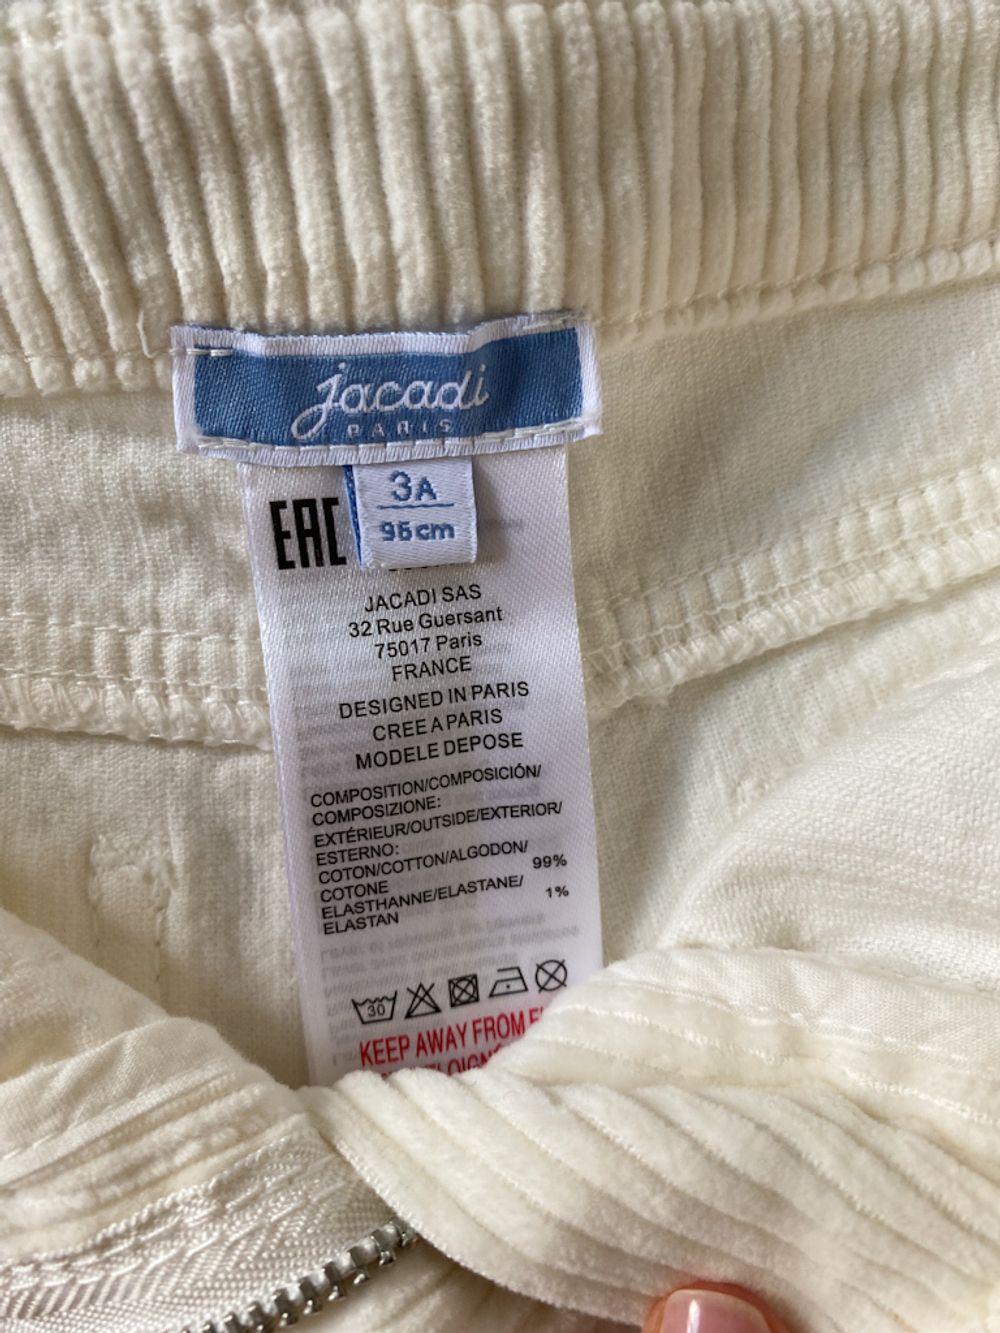 jacadi
PARIS
3A
96cm
EAC
JACADI SAS
32 Rue Guersant
75017 Paris
FRANCE
DESIGNED IN PARIS
CREE A PARIS
MODELE DEPOSE
COMPOSITION/COMPOSICIÓN/
COMPOSIZIONE:
EXTÉRIEUR/OUTSIDE/EXTERIOR/
ESTERNO:
COTON/COTTON/ALGODON/
COTONE 99%
ELASTHANNE/ELASTANE/
ELASTAN 1%
30
KEEP AWAY FROM